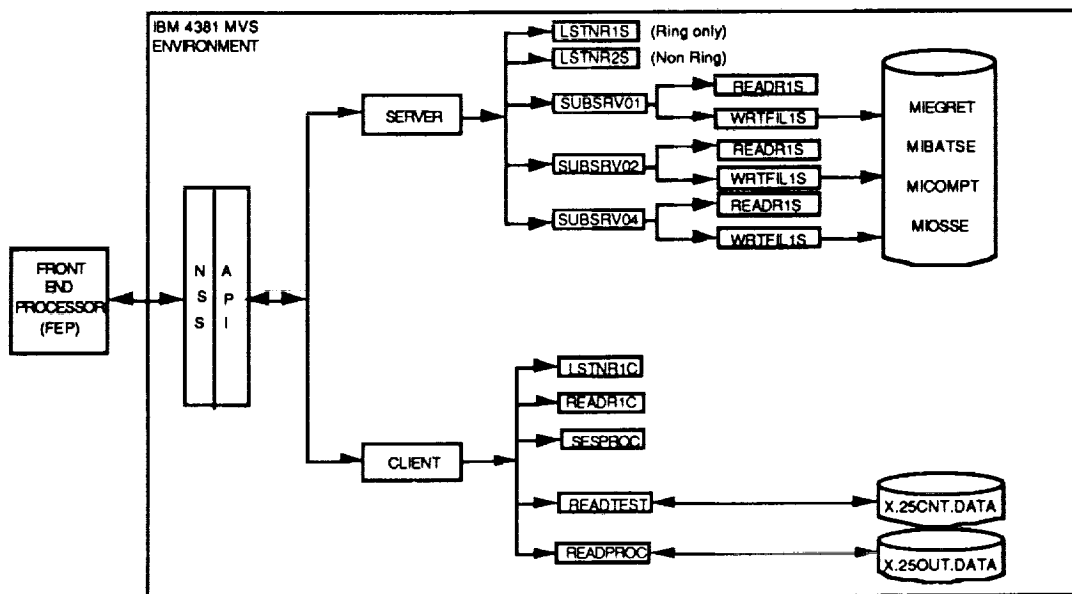 IBM 4381 MVS
ENVIRONMENT
LSTNR1S (Ring only)
LSTNR2S (Non Ring)
SERVER
SUBSRV01
READR1S
WRTFIL1S
SUBSRV02
READR1S
WRTFIL1S
SUBSRV04
READR1S
WRTFIL1S
MIEGRET
MIBATSE
MICOMPT
MIOSSE
FRONT
END
PROCESSOR
(FEP)
NSS
API
CLIENT
LSTNR1C
READR1C
SESPROC
READTEST
READPROC
X.25CNT.DATA
X.25OUT.DATA